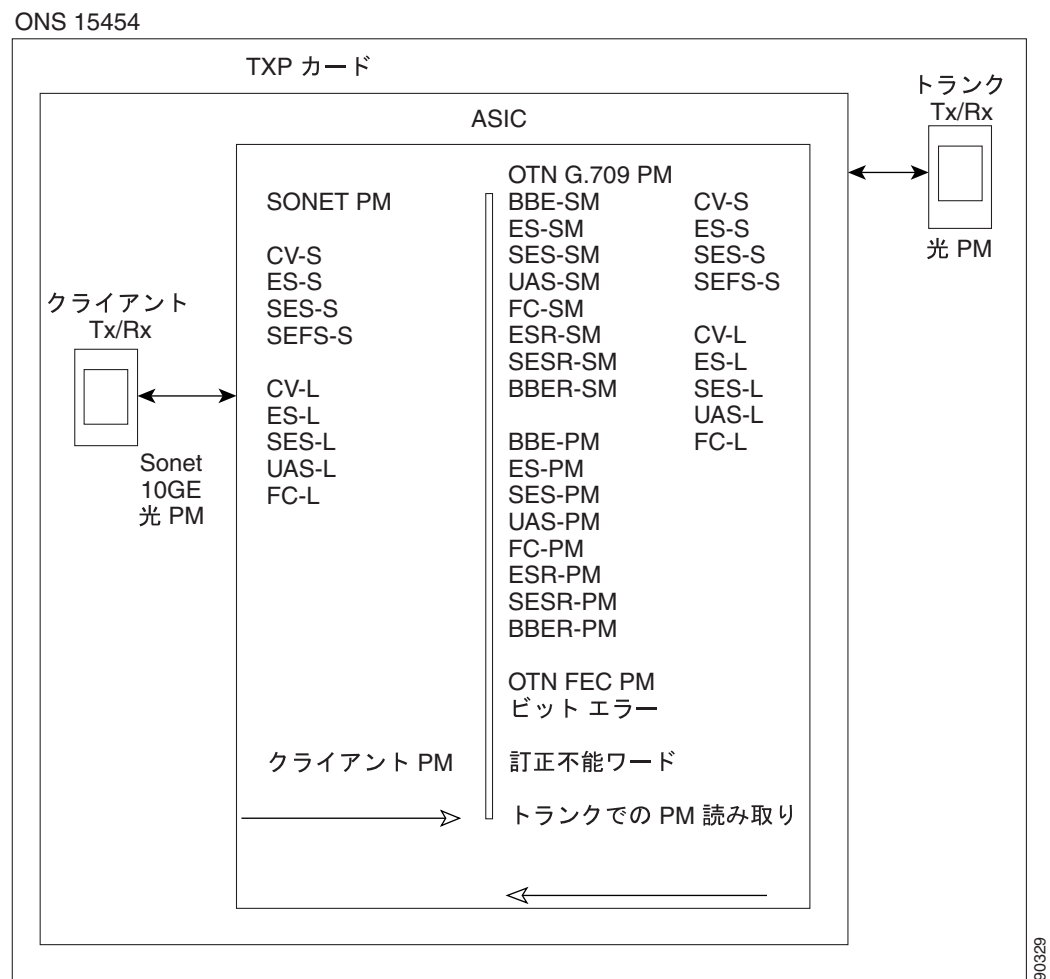 ONS 15454
TXP カード
トランク
Tx/Rx
光 PM
ASIC
クライアント
Tx/Rx
Sonet
10GE
光 PM
SONET PM
CV-S
ES-S
SES-S
SEFS-S
CV-L
ES-L
SES-L
UAS-L
FC-L
クライアント PM
OTN G.709 PM
BBE-SM
ES-SM
SES-SM
UAS-SM
FC-SM
ESR-SM
SESR-SM
BBER-SM
BBE-PM
ES-PM
SES-PM
UAS-PM
FC-PM
ESR-PM
SESR-PM
BBER-PM
OTN FEC PM
ビット エラー
訂正不能ワード
トランクでの PM 読み取り
CV-S
ES-S
SES-S
SEFS-S
CV-L
ES-L
SES-L
UAS-L
FC-L
90329